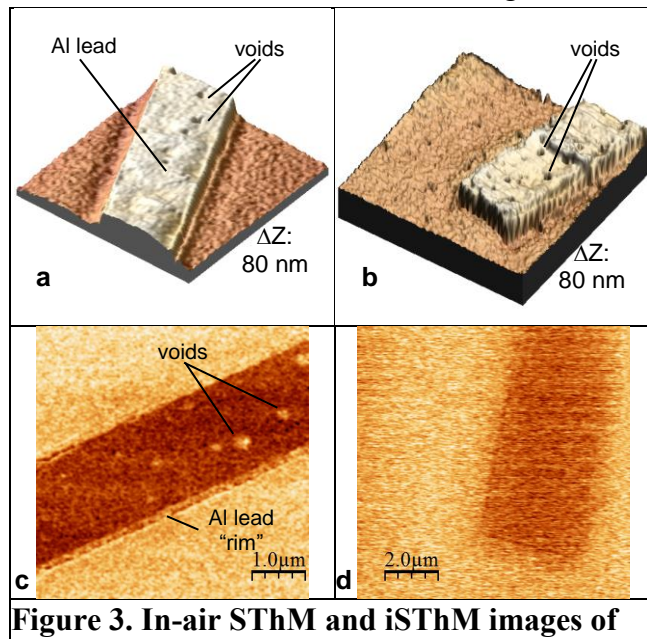 Al lead voids
voids
ΔZ:
80 nm
a
ΔZ:
80 nm
b
voids
Al lead
"rim"
1.0µm
c
2.0µm
d
Figure 3. In-air SThM and iSThM images of